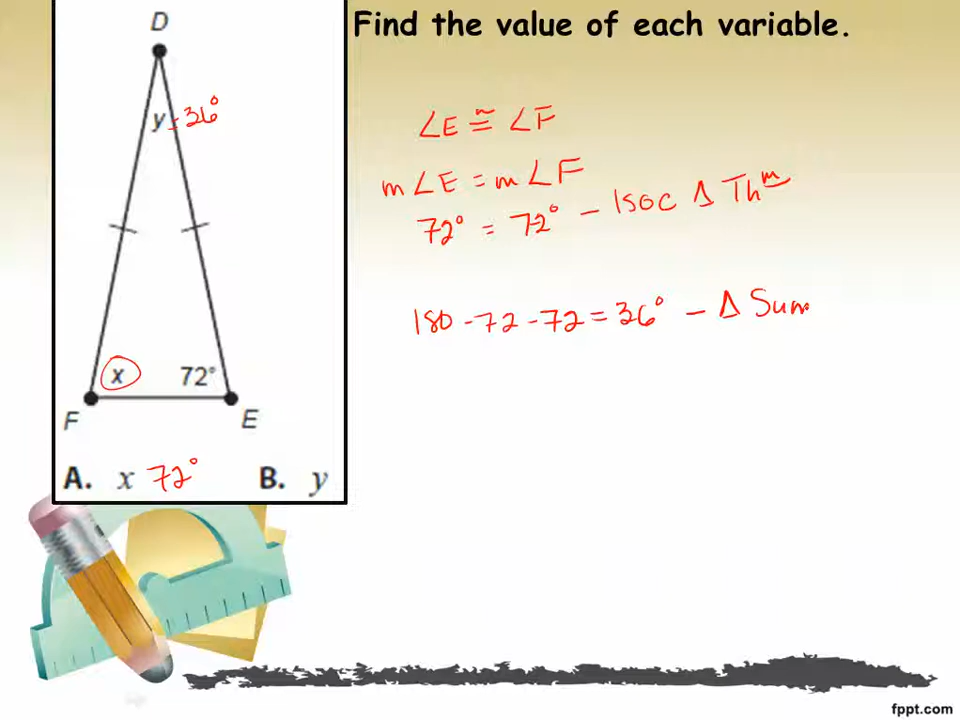 Find the value of each variable.
D
y = 36°
∠E ≅ ∠F
m∠E = m∠F
72° = 72° - Isoc Δ Thm
180 - 72 - 72 = 36° - Δ Sum
x 72°
F E
A. x 72° B. y
fppt.com